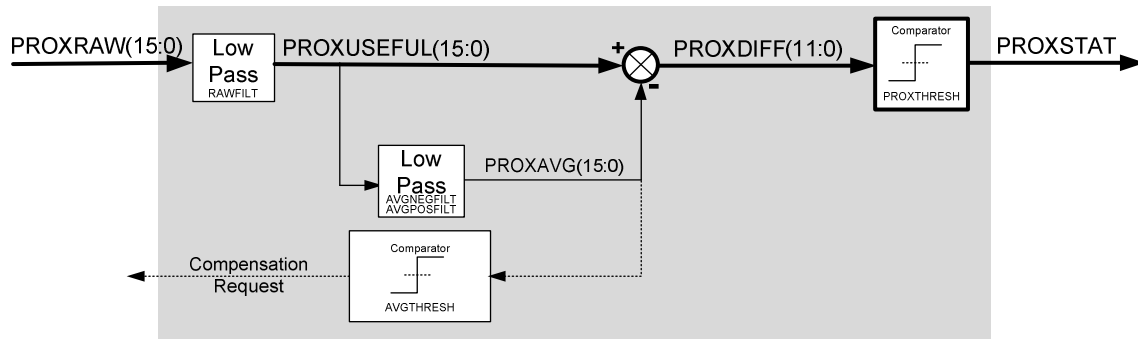 PROXRAW(15:0)
Low
Pass
RAWFILT
PROXUSEFUL(15:0)
+
-
PROXDIFF(11:0)
Comparator
PROXTHRESH
PROXSTAT
Low
Pass
AVGNEGFILT
AVGPOSFILT
PROXAVG(15:0)
Compensation
Request
Comparator
AVGTHRESH